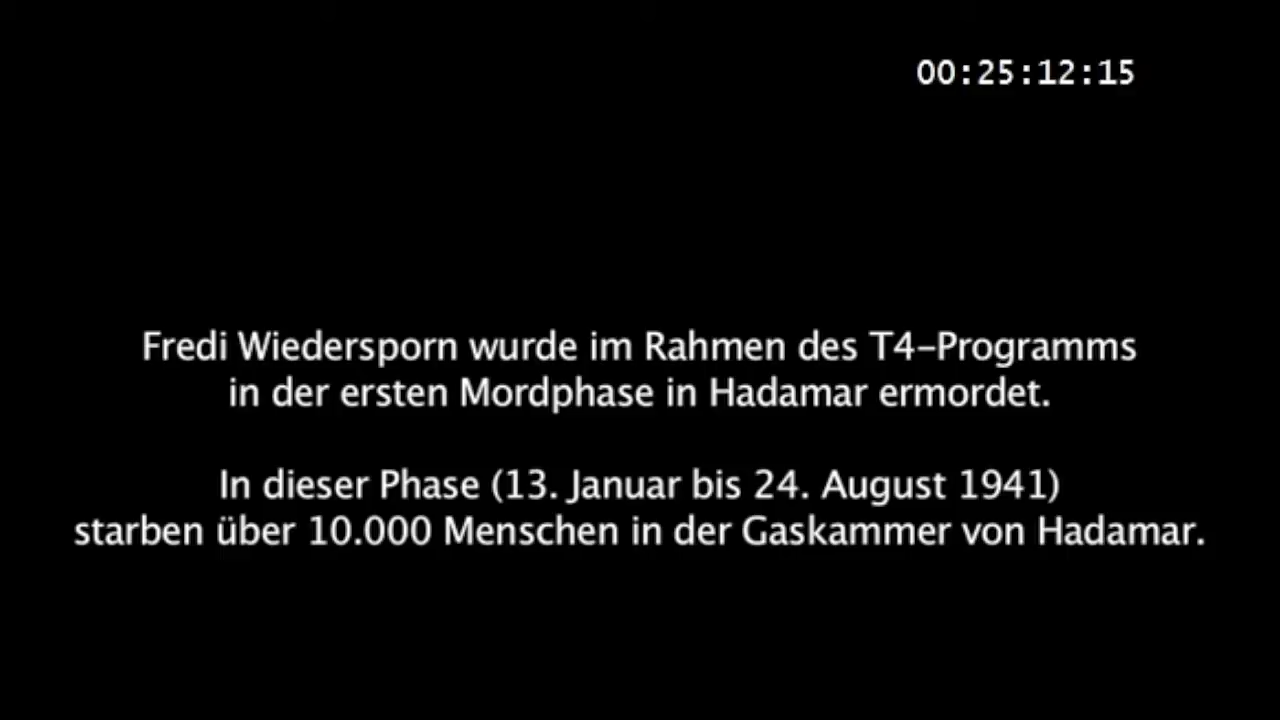 00:25:12:15
Fredi Wiedersporn wurde im Rahmen des T4-Programms
in der ersten Mordphase in Hadamar ermordet.
In dieser Phase (13. Januar bis 24. August 1941)
starben über 10.000 Menschen in der Gaskammer von Hadamar.